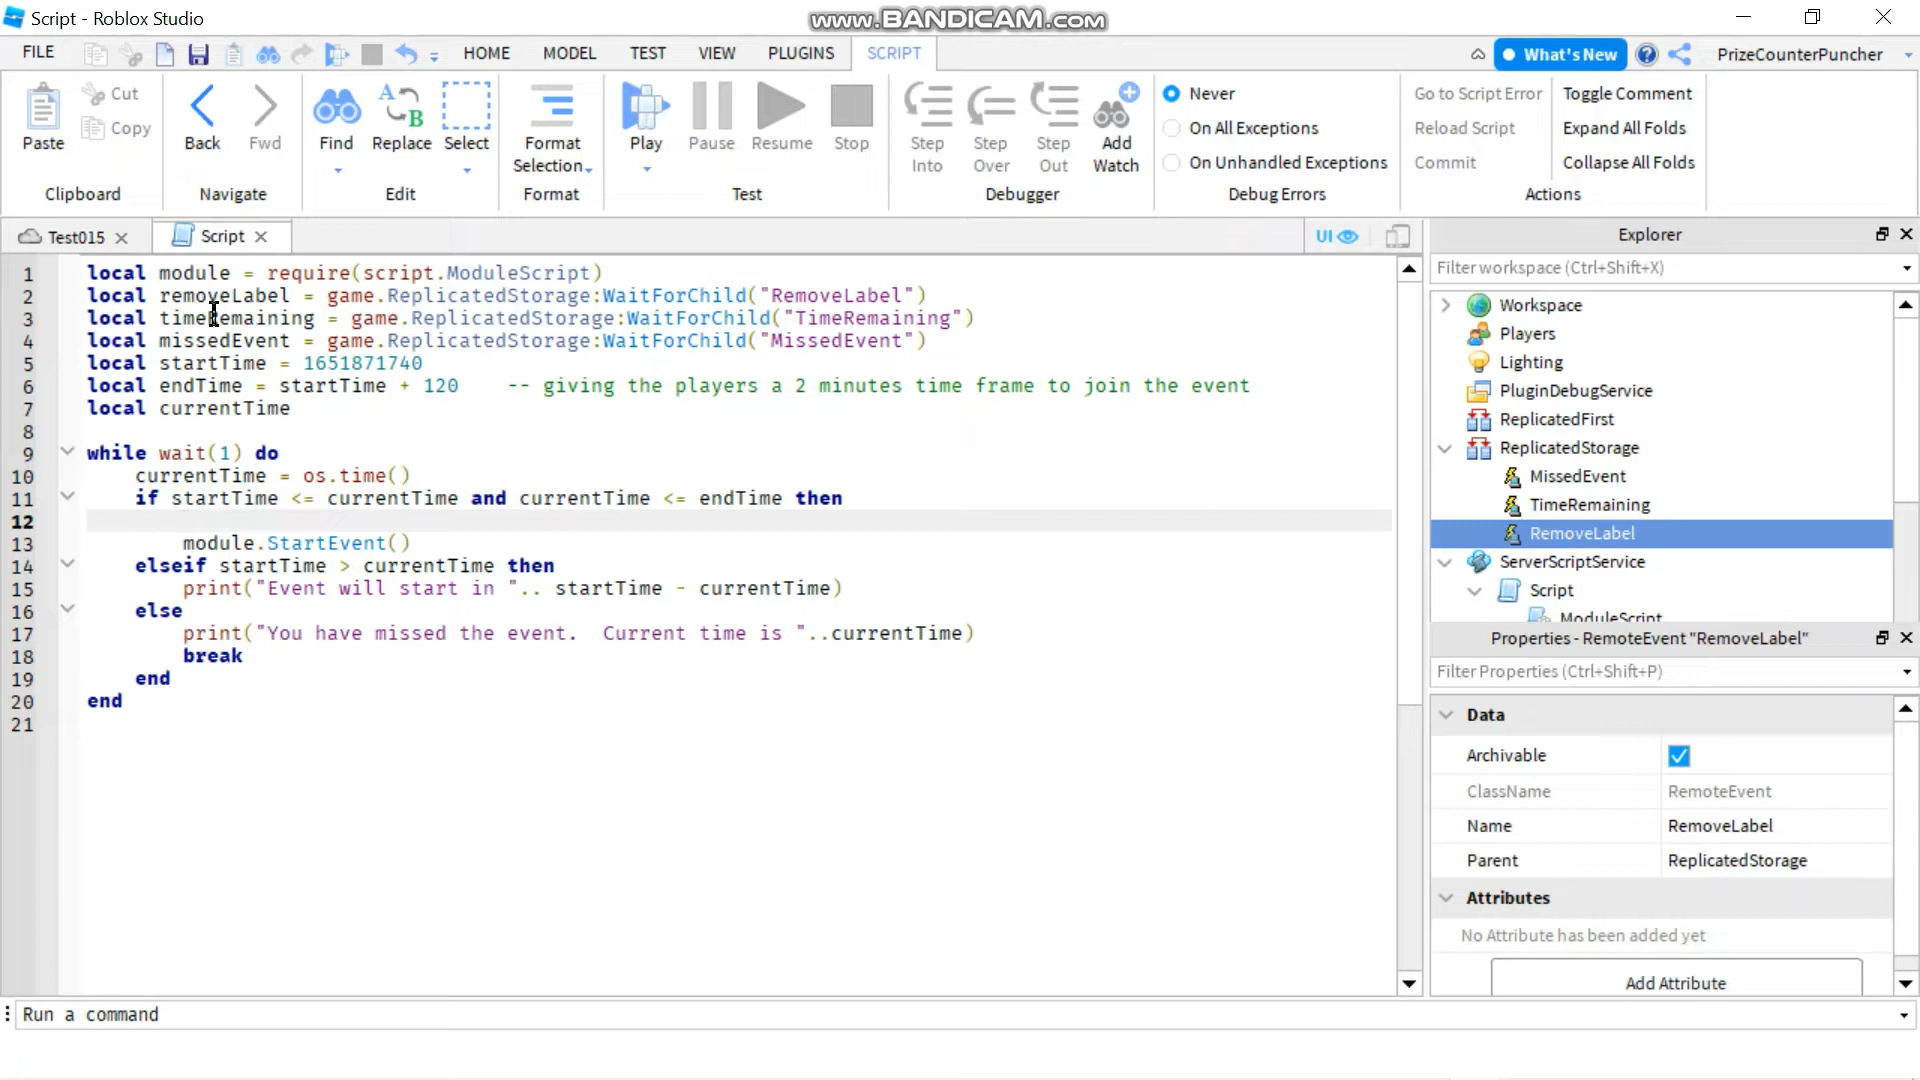 Script - Roblox Studio
www.BANDICAM.com
FILE
HOME
MODEL
TEST
VIEW
PLUGINS
SCRIPT
What's New
PrizeCounterPuncher
Paste
Cut
Copy
Clipboard
Back
Fwd
Navigate
Find
Replace
Select
Edit
Format
Selection
Format
Play
Pause
Resume
Stop
Test
Step
Into
Step
Over
Step
Out
Add
Watch
Debugger
Never
On All Exceptions
On Unhandled Exceptions
Debug Errors
Go to Script Error
Reload Script
Commit
Toggle Comment
Expand All Folds
Collapse All Folds
Actions
Test015
Script
UI
1 local module = require(script.ModuleScript)
2 local removeLabel = game.ReplicatedStorage:WaitForChild("RemoveLabel")
3 local timeRemaining = game.ReplicatedStorage:WaitForChild("TimeRemaining")
4 local missedEvent = game.ReplicatedStorage:WaitForChild("MissedEvent")
5 local startTime = 1651871740
6 local endTime = startTime + 120 -- giving the players a 2 minutes time frame to join the event
7 local currentTime
8
9 while wait(1) do
10 currentTime = os.time()
11 if startTime <= currentTime and currentTime <= endTime then
12
13 module.StartEvent()
14 elseif startTime > currentTime then
15 print("Event will start in ".. startTime - currentTime)
16 else
17 print("You have missed the event.  Current time is "..currentTime)
18 break
19 end
20 end
21
Explorer
Filter workspace (Ctrl+Shift+X)
Workspace
Players
Lighting
PluginDebugService
ReplicatedFirst
ReplicatedStorage
MissedEvent
TimeRemaining
RemoveLabel
ServerScriptService
Script
ModuleScript
Properties - RemoteEvent "RemoveLabel"
Filter Properties (Ctrl+Shift+P)
Data
Archivable
ClassName RemoteEvent
Name RemoveLabel
Parent ReplicatedStorage
Attributes
No Attribute has been added yet
Add Attribute
Run a command